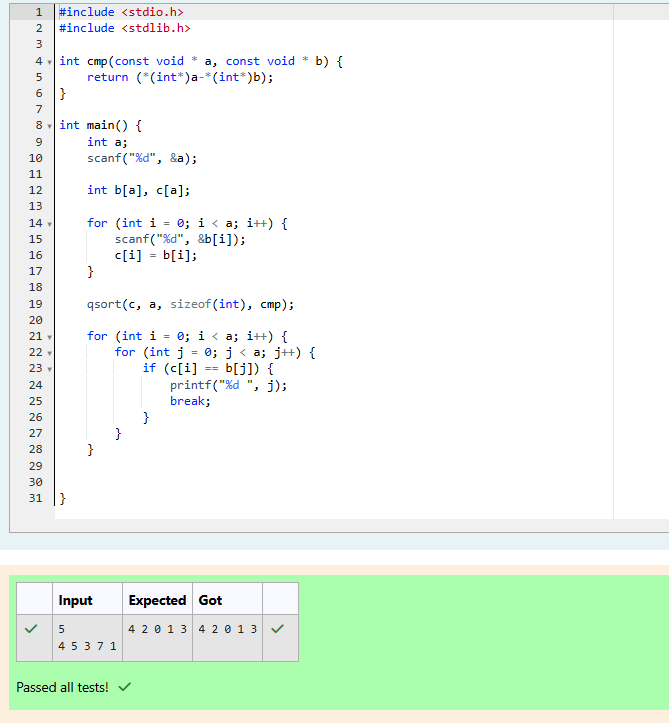 1 #include <stdio.h>
2 #include <stdlib.h>
3
4 int cmp(const void * a, const void * b) {
5     return (*(int*)a-*(int*)b);
6 }
7
8 int main() {
9     int a;
10     scanf("%d", &a);
11
12     int b[a], c[a];
13
14     for (int i = 0; i < a; i++) {
15         scanf("%d", &b[i]);
16         c[i] = b[i];
17     }
18
19     qsort(c, a, sizeof(int), cmp);
20
21     for (int i = 0; i < a; i++) {
22         for (int j = 0; j < a; j++) {
23             if (c[i] == b[j]) {
24                 printf("%d ", j);
25                 break;
26             }
27         }
28     }
29
30
31 }
Input Expected Got
5 4 2 0 1 3 4 2 0 1 3
4 5 3 7 1
Passed all tests!